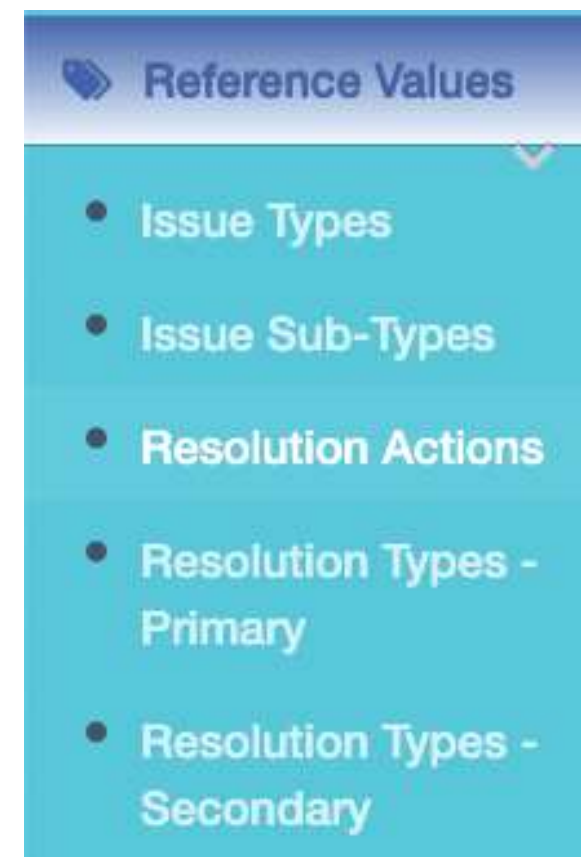 Reference Values
Issue Types
Issue Sub-Types
Resolution Actions
Resolution Types -
Primary
Resolution Types -
Secondary